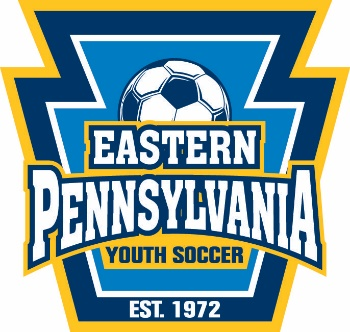 EASTERN
PENNSYLVANIA
YOUTH SOCCER
EST. 1972